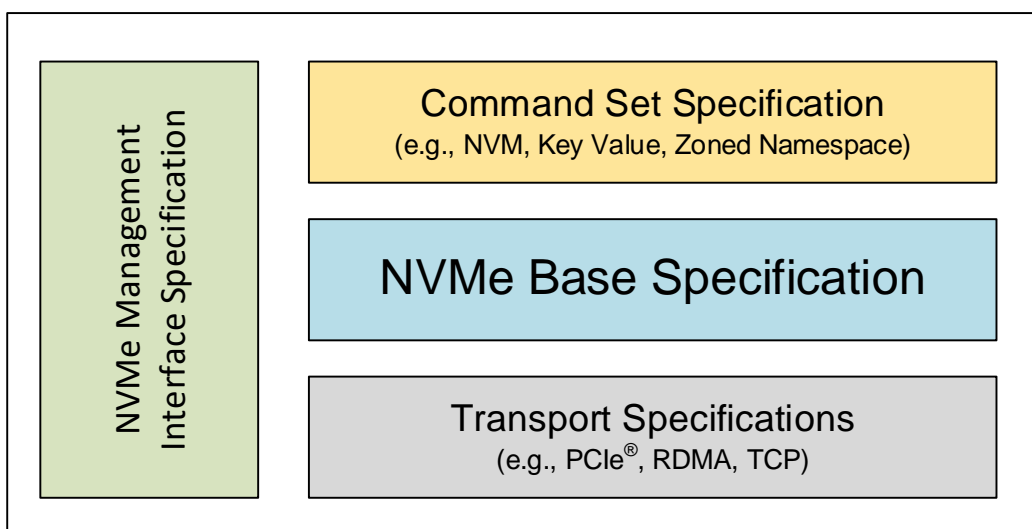 NVMe Management
Interface Specification
Command Set Specification
(e.g., NVM, Key Value, Zoned Namespace)
NVMe Base Specification
Transport Specifications
(e.g., PCIe®, RDMA, TCP)